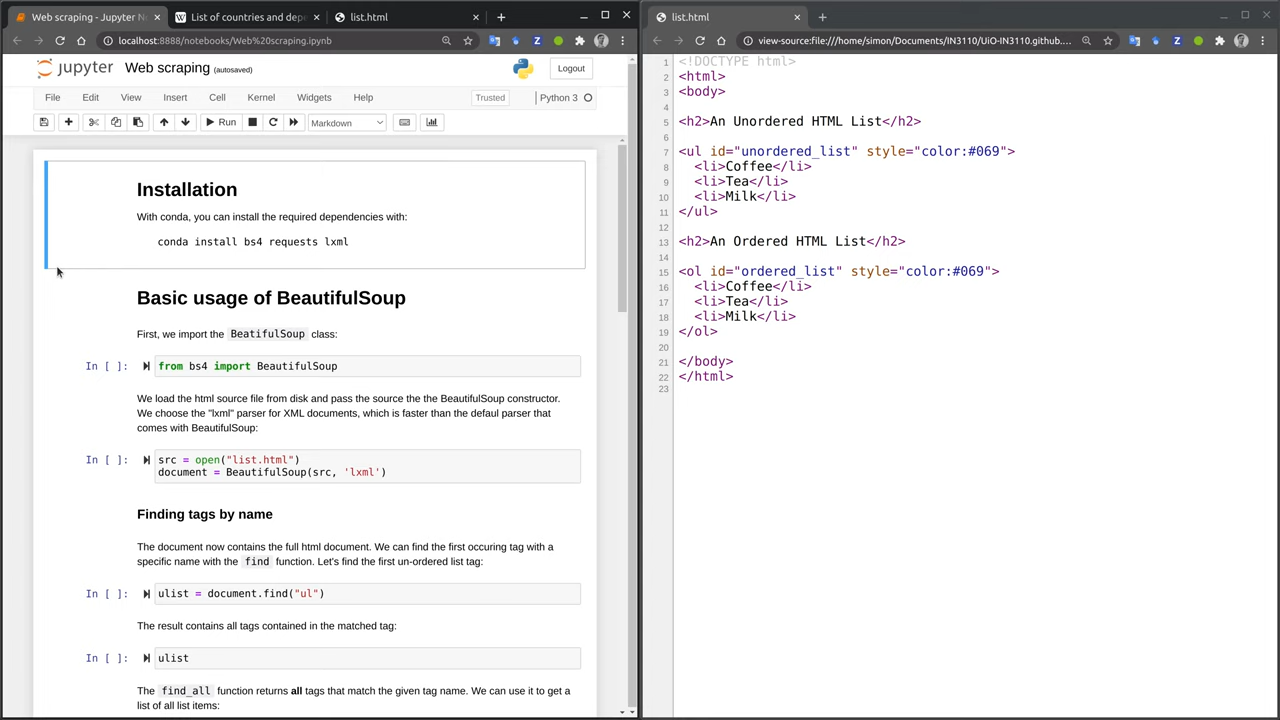 Web scraping - Jupyter N
List of countries and depe
list.html
localhost:8888/notebooks/Web%20scraping.ipynb
jupyter Web scraping (autosaved)
Logout
File Edit View Insert Cell Kernel Widgets Help
Trusted
Python 3
Run
Markdown
Installation
With conda, you can install the required dependencies with:
conda install bs4 requests lxml
Basic usage of BeautifulSoup
First, we import the BeatifulSoup class:
In [ ]: from bs4 import BeautifulSoup
We load the html source file from disk and pass the source the the BeautifulSoup constructor.
We choose the "lxml" parser for XML documents, which is faster than the defaul parser that
comes with BeautifulSoup:
In [ ]: src = open("list.html")
document = BeautifulSoup(src, 'lxml')
Finding tags by name
The document now contains the full html document. We can find the first occuring tag with a
specific name with the find function. Let's find the first un-ordered list tag:
In [ ]: ulist = document.find("ul")
The result contains all tags contained in the matched tag:
In [ ]: ulist
The find_all function returns all tags that match the given tag name. We can use it to get a
list of all list items:
list.html
view-source:file:///home/simon/Documents/IN3110/UiO-IN3110.github....
1 <!DOCTYPE html>
2 <html>
3 <body>
4
5 <h2>An Unordered HTML List</h2>
6
7 <ul id="unordered_list" style="color:#069">
8 <li>Coffee</li>
9 <li>Tea</li>
10 <li>Milk</li>
11 </ul>
12
13 <h2>An Ordered HTML List</h2>
14
15 <ol id="ordered_list" style="color:#069">
16 <li>Coffee</li>
17 <li>Tea</li>
18 <li>Milk</li>
19 </ol>
20
21 </body>
22 </html>
23